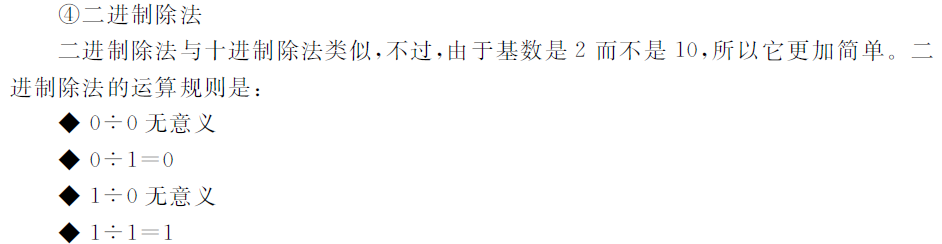 ④二进制除法
二进制除法与十进制除法类似,不过,由于基数是 2 而不是 10,所以它更加简单。二
进制除法的运算规则是:
◆ 0÷0 无意义
◆ 0÷1=0
◆ 1÷0 无意义
◆ 1÷1=1